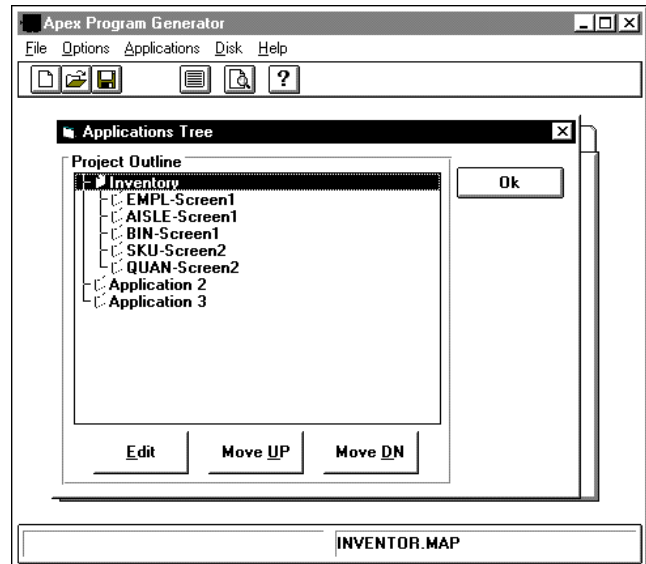 Apex Program Generator
File Options Applications Disk Help
?
Applications Tree
Project Outline
Inventory
EMPL-Screen1
AISLE-Screen1
BIN-Screen1
SKU-Screen2
QUAN-Screen2
Application 2
Application 3
Ok
Edit Move UP Move DN
INVENTOR.MAP